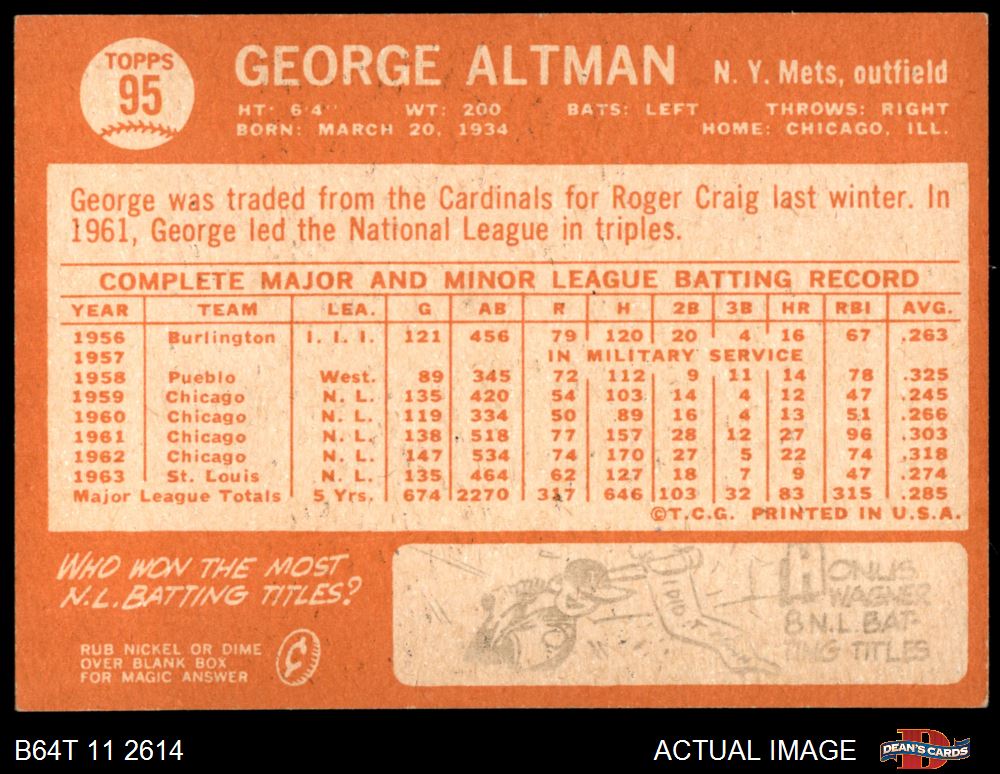 TOPPS
95
GEORGE ALTMAN N. Y. Mets, outfield
HT: 6'4" WT: 200 BATS: LEFT THROWS: RIGHT
BORN: MARCH 20, 1934 HOME: CHICAGO, ILL.
George was traded from the Cardinals for Roger Craig last winter. In
1961, George led the National League in triples.
COMPLETE MAJOR AND MINOR LEAGUE BATTING RECORD
YEAR TEAM LEA. G AB R H 2B 3B HR RBI AVG.
1956 Burlington I. I. I. 121 456 79 120 20 4 16 67 .263
1957 IN MILITARY SERVICE
1958 Pueblo West. 89 345 72 112 9 11 14 78 .325
1959 Chicago N. L. 135 420 54 103 14 4 12 47 .245
1960 Chicago N. L. 119 334 50 89 16 4 13 51 .266
1961 Chicago N. L. 138 518 77 157 28 12 27 96 .303
1962 Chicago N. L. 147 534 74 170 27 5 22 74 .318
1963 St. Louis N. L. 135 464 62 127 18 7 9 47 .274
Major League Totals 5 Yrs. 674 2270 317 646 103 32 83 315 .285
©T.C.G. PRINTED IN U.S.A.
WHO WON THE MOST
N.L. BATTING TITLES?
RUB NICKEL OR DIME
OVER BLANK BOX
FOR MAGIC ANSWER
HONUS
WAGNER
8 N.L. BAT-
TING TITLES
B64T 11 2614 ACTUAL IMAGE DEAN'S CARDS